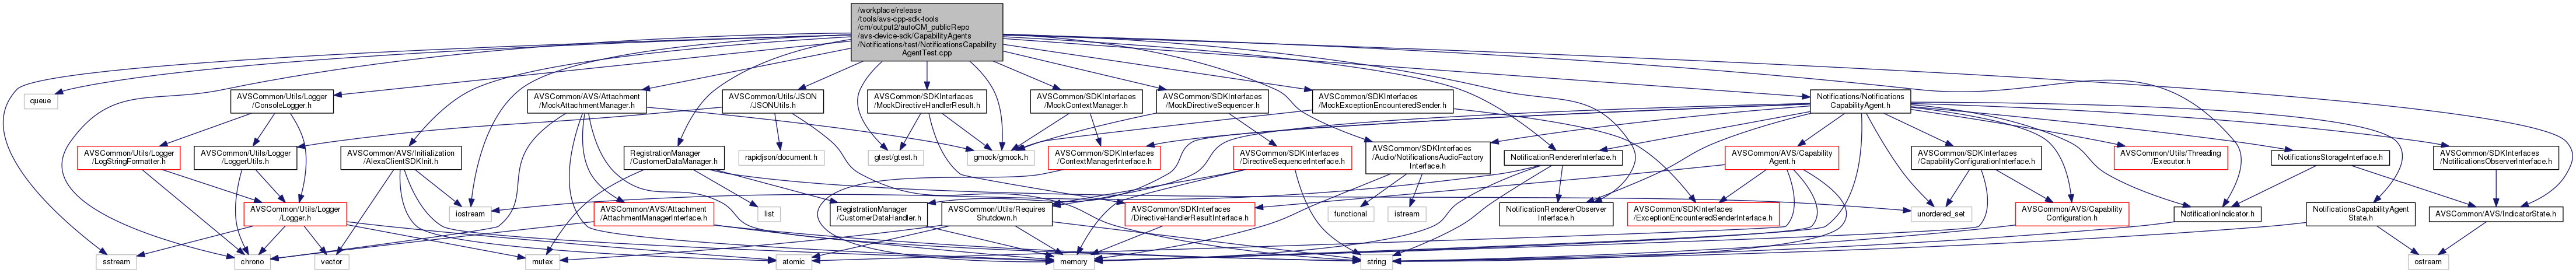 /workplace/release
/tools/avs-cpp-sdk-tools
/cm/output2/autoCM_publicRepo
/avs-device-sdk/CapabilityAgents
/Notifications/test/NotificationsCapability
AgentTest.cpp
queue
AVSCommon/Utils/Logger
/ConsoleLogger.h
AVSCommon/AVS/Attachment
/MockAttachmentManager.h
AVSCommon/Utils/JSON
/JSONUtils.h
AVSCommon/SDKInterfaces
/MockDirectiveHandlerResult.h
AVSCommon/SDKInterfaces
/MockContextManager.h
AVSCommon/SDKInterfaces
/MockDirectiveSequencer.h
AVSCommon/SDKInterfaces
/MockExceptionEncounteredSender.h
Notifications/Notifications
CapabilityAgent.h
AVSCommon/Utils/Logger
/LogStringFormatter.h
AVSCommon/Utils/Logger
/LoggerUtils.h
AVSCommon/AVS/Initialization
/AlexaClientSDKInit.h
RegistrationManager
/CustomerDataManager.h
rapidjson/document.h
gtest/gtest.h
gmock/gmock.h
AVSCommon/SDKInterfaces
/ContextManagerInterface.h
AVSCommon/SDKInterfaces
/DirectiveSequencerInterface.h
AVSCommon/SDKInterfaces
/Audio/NotificationsAudioFactory
Interface.h
NotificationRendererInterface.h
AVSCommon/AVS/Capability
Agent.h
AVSCommon/SDKInterfaces
/CapabilityConfigurationInterface.h
AVSCommon/Utils/Threading
/Executor.h
NotificationsStorageInterface.h
AVSCommon/SDKInterfaces
/NotificationsObserverInterface.h
AVSCommon/Utils/Logger
/Logger.h
iostream
AVSCommon/AVS/Attachment
/AttachmentManagerInterface.h
list
RegistrationManager
/CustomerDataHandler.h
AVSCommon/Utils/Requires
Shutdown.h
AVSCommon/SDKInterfaces
/DirectiveHandlerResultInterface.h
functional
istream
NotificationRendererObserver
Interface.h
AVSCommon/SDKInterfaces
/ExceptionEncounteredSenderInterface.h
unordered_set
AVSCommon/AVS/Capability
Configuration.h
NotificationIndicator.h
NotificationsCapabilityAgent
State.h
AVSCommon/AVS/IndicatorState.h
sstream
chrono
vector
mutex
atomic
memory
string
ostream